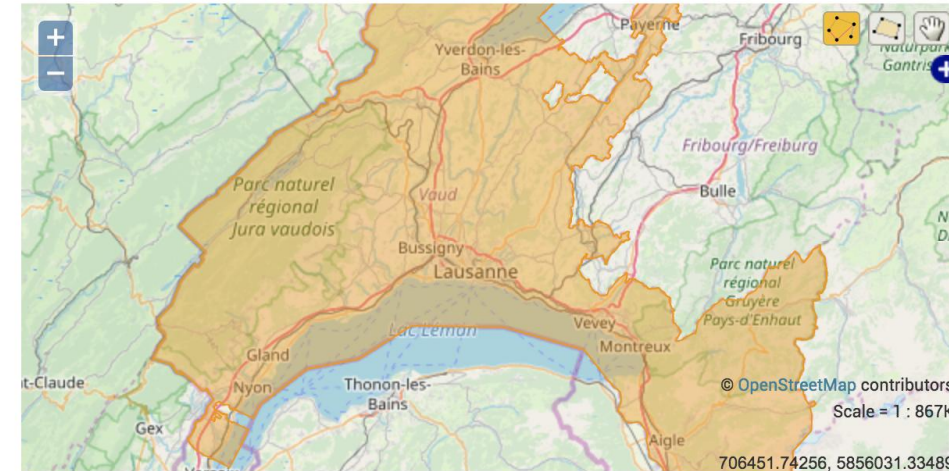 +
−
Payerne
Fribourg
Naturpark
Gantris
+
Yverdon-les-
Bains
Fribourg/Freiburg
Parc naturel
régional
Jura vaudois
Vaud
Bulle
Bussigny
Lausanne
Parc naturel
régional
Gruyère
Pays-d'Enhaut
Lac Léman
Vevey
Montreux
Gland
t-Claude
Nyon
Thonon-les-
Bains
© OpenStreetMap contributors
Scale = 1 : 867K
Gex
Aigle
706451.74256, 5856031.33489